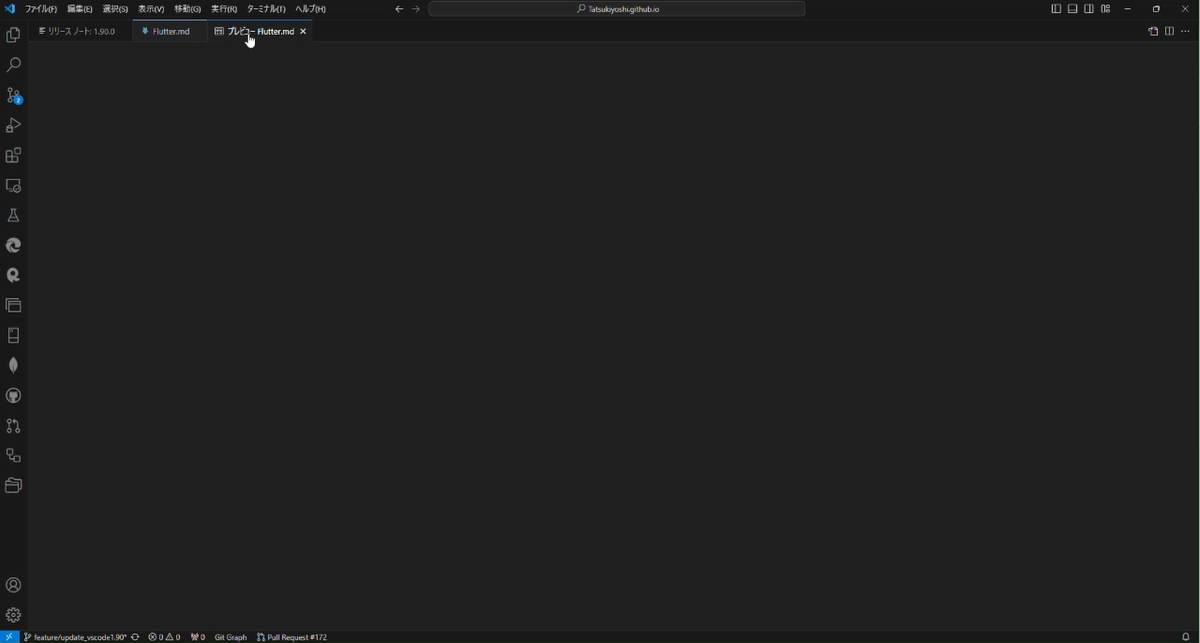 ファイル(F) 編集(E) 選択(S) 表示(V) 移動(G) 実行(R) ターミナル(T) ヘルプ(H) Tatsukiyoshi.github.io
リリース ノート: 1.90.0 Flutter.md プレビュー Flutter.md
2
feature/update_vscode1.90* 0 0 0 Git Graph Pull Request #172